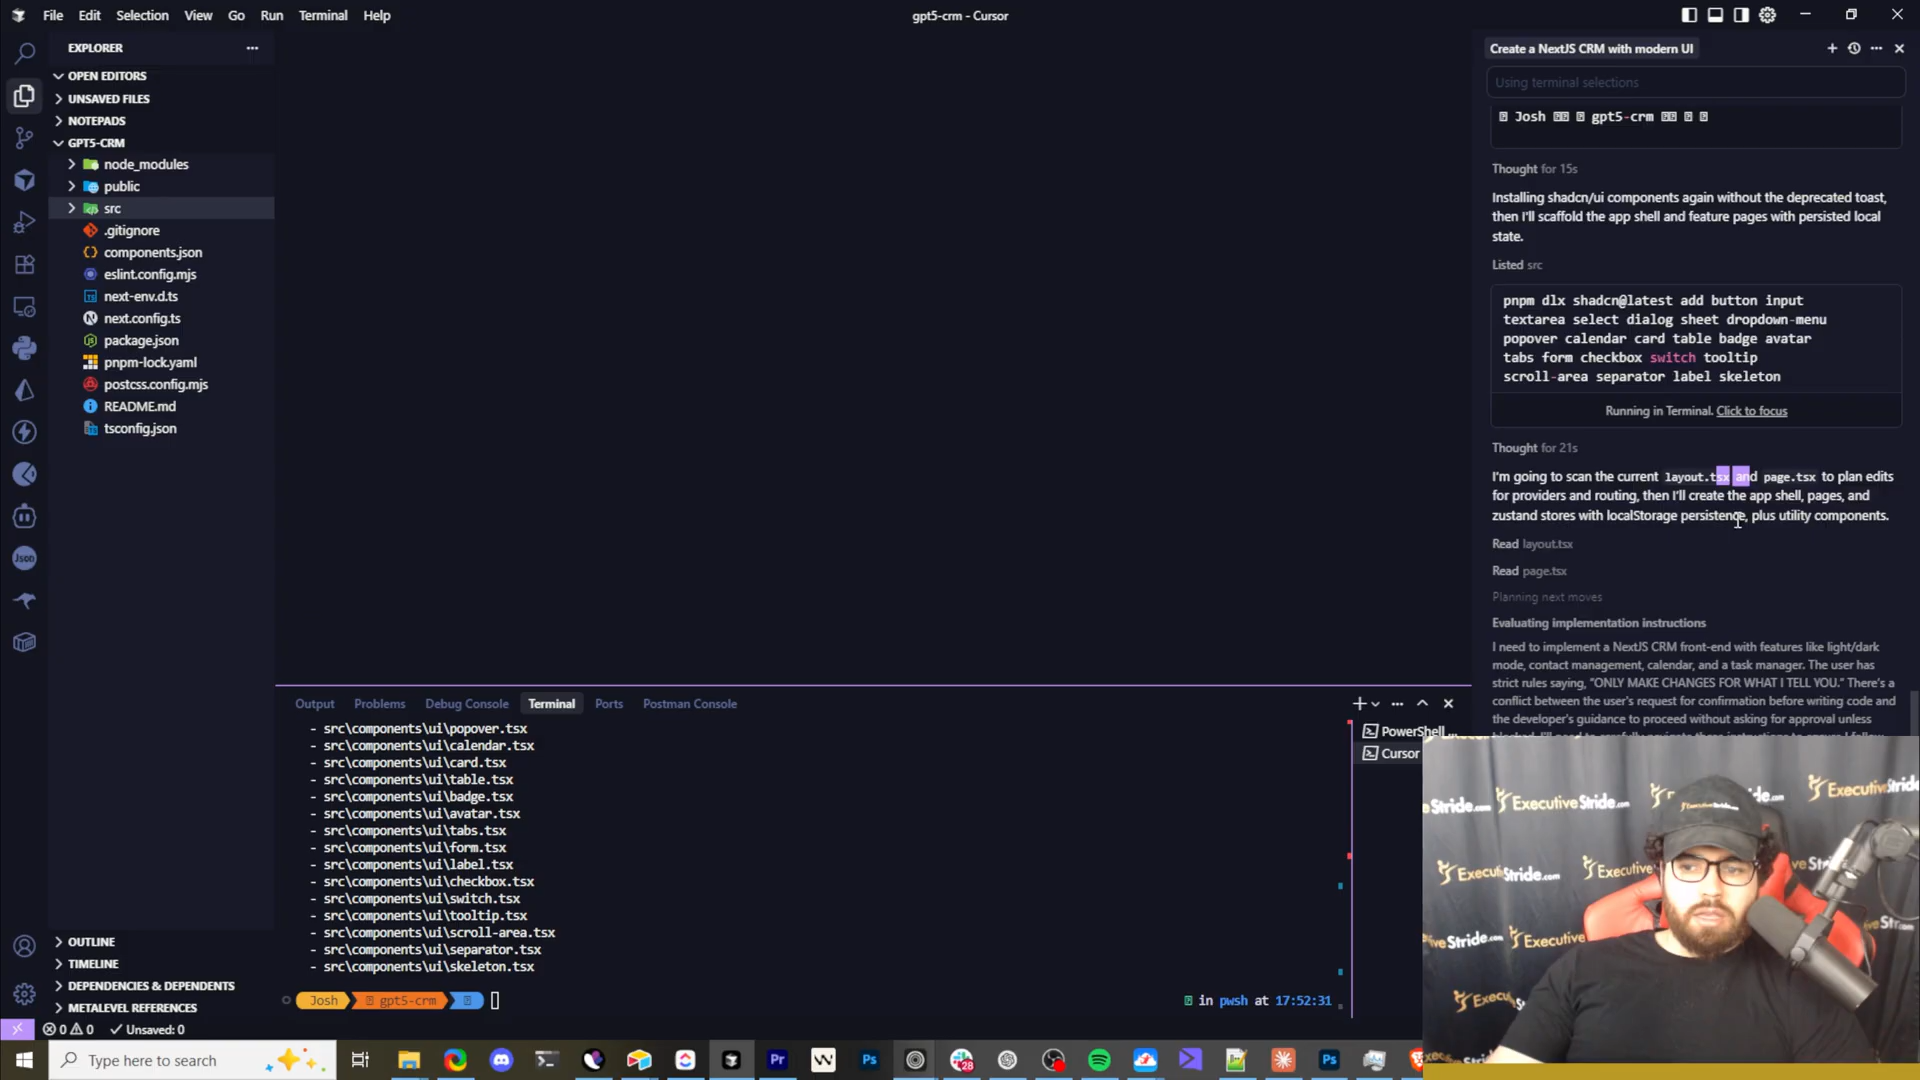 File Edit Selection View Go Run Terminal Help
gpt5-crm - Cursor
EXPLORER
OPEN EDITORS
UNSAVED FILES
NOTEPADS
GPT5-CRM
node_modules
public
src
.gitignore
components.json
eslint.config.mjs
next-env.d.ts
next.config.ts
package.json
pnpm-lock.yaml
postcss.config.mjs
README.md
tsconfig.json
OUTLINE
TIMELINE
DEPENDENCIES & DEPENDENTS
METALEVEL REFERENCES
Output Problems Debug Console Terminal Ports Postman Console
- src\components\ui\popover.tsx
- src\components\ui\calendar.tsx
- src\components\ui\card.tsx
- src\components\ui\table.tsx
- src\components\ui\badge.tsx
- src\components\ui\avatar.tsx
- src\components\ui\tabs.tsx
- src\components\ui\form.tsx
- src\components\ui\label.tsx
- src\components\ui\checkbox.tsx
- src\components\ui\switch.tsx
- src\components\ui\tooltip.tsx
- src\components\ui\scroll-area.tsx
- src\components\ui\separator.tsx
- src\components\ui\skeleton.tsx
Josh gpt5-crm
in pwsh at 17:52:31
PowerShell...
Cursor
Create a NextJS CRM with modern UI
Using terminal selections
Josh gpt5-crm
Thought for 15s
Installing shadcn/ui components again without the deprecated toast,
then I'll scaffold the app shell and feature pages with persisted local
state.
Listed src
pnpm dlx shadcn@latest add button input
textarea select dialog sheet dropdown-menu
popover calendar card table badge avatar
tabs form checkbox switch tooltip
scroll-area separator label skeleton
Running in Terminal. Click to focus
Thought for 21s
I'm going to scan the current layout.tsx and page.tsx to plan edits
for providers and routing, then I'll create the app shell, pages, and
zustand stores with localStorage persistence, plus utility components.
Read layout.tsx
Read page.tsx
Planning next moves
Evaluating implementation instructions
I need to implement a NextJS CRM front-end with features like light/dark
mode, contact management, calendar, and a task manager. The user has
strict rules saying, "ONLY MAKE CHANGES FOR WHAT I TELL YOU." There's a
conflict between the user's request for confirmation before writing code and
the developer's guidance to proceed without asking for approval unless
Stride.com ExecutiveStride.com ide.com Executive
ExecutiveStride.com
Executive
Stride.com Executive
Execu
0 0 Unsaved: 0
Type here to search
Pr
Ps
28
Ps
Json